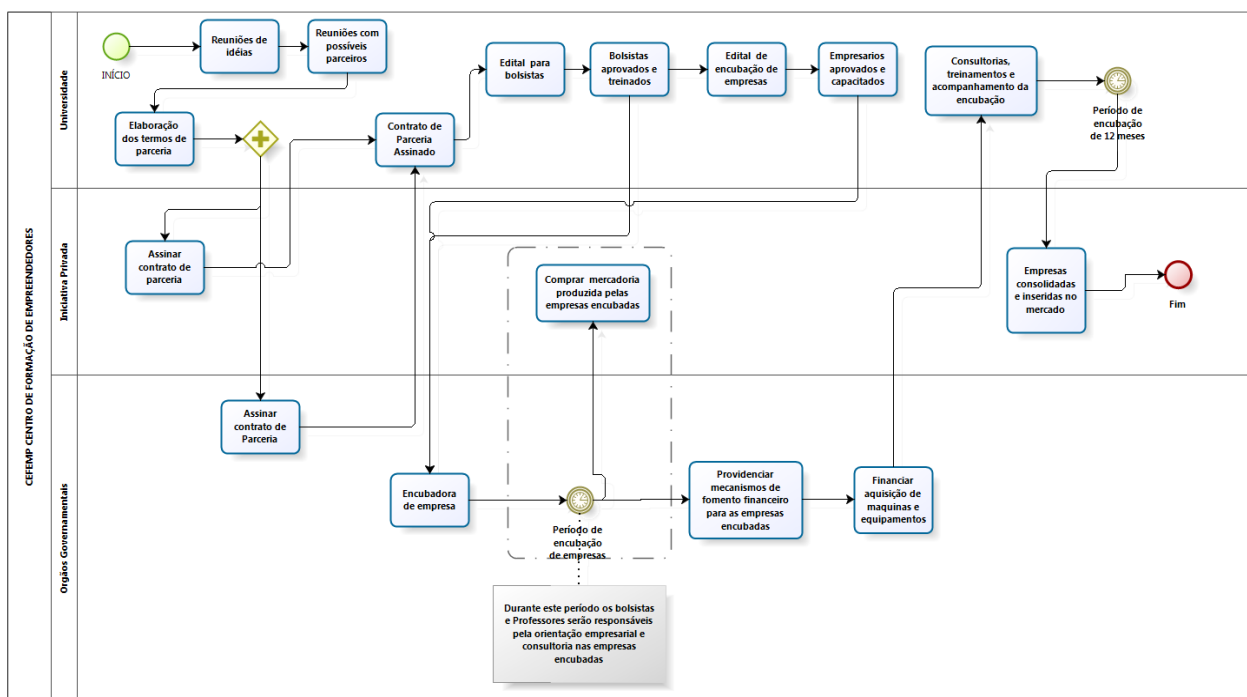 CEFEMP CENTRO DE FORMAÇÃO DE EMPREENDEDORES
Universidade
INÍCIO
Reuniões de
idéias
Reuniões com
possíveis
parceiros
Elaboração
dos termos de
parceria
Contrato de
Parceria
Assinado
Edital para
bolsistas
Bolsistas
aprovados e
treinados
Edital de
encubação de
empresas
Empresarios
aprovados e
capacitados
Consultorias,
treinamentos e
acompanhamento da
encubação
Período de
encubação
de 12 meses
Iniciativa Privada
Assinar
contrato de
parceria
Comprar mercadoria
produzida pelas
empresas encubadas
Empresas
consolidadas
e inseridas no
mercado
Fim
Orgãos Governamentais
Assinar
contrato de
Parceria
Encubadora
de empresa
Período de
encubação
de empresas
Providenciar
mecanismos de
fomento financeiro
para as empresas
encubadas
Financiar
aquisição de
maquinas e
equipamentos
Durante este período os bolsistas
e Professores serão responsáveis
pela orientação empresarial e
consultoria nas empresas
encubadas